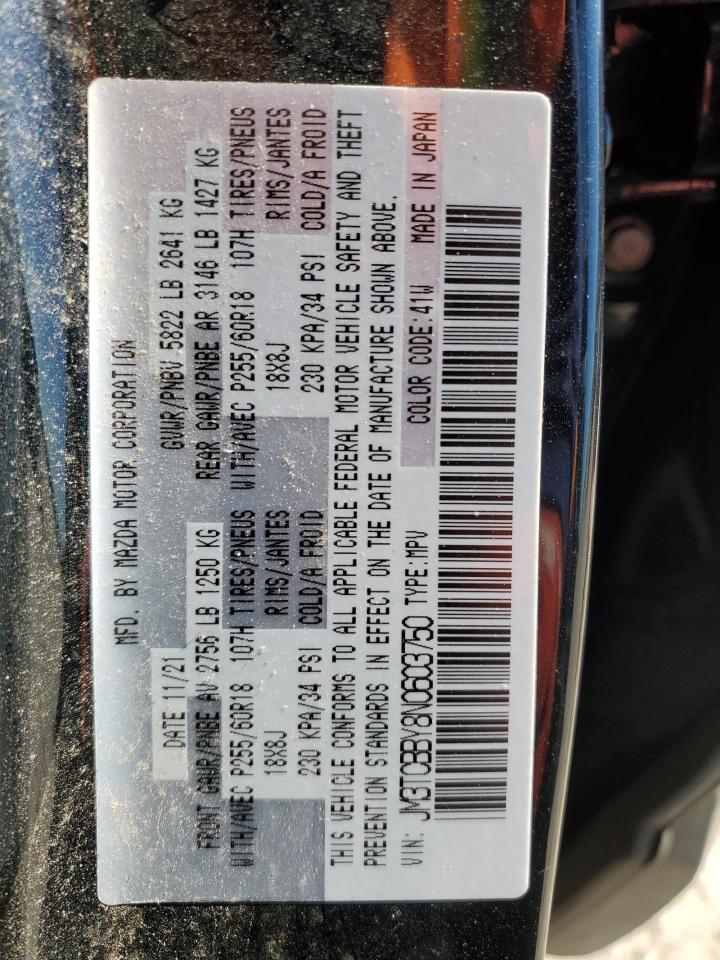 MFD. BY MAZDA MOTOR CORPORATION
DATE 11/21 GVWR/PNBV 5822 LB 2641 KG
FRONT GAWR/PNBE AV 2756 LB 1250 KG REAR GAWR/PNBE AR 3146 LB 1427 KG
WITH/AVEC P255/60R18 107H TIRES/PNEUS WITH/AVEC P255/60R18 107H TIRES/PNEUS
18X8J RIMS/JANTES 18X8J RIMS/JANTES
230 KPA/34 PSI COLD/A FROID 230 KPA/34 PSI COLD/A FROID
THIS VEHICLE CONFORMS TO ALL APPLICABLE FEDERAL MOTOR VEHICLE SAFETY AND THEFT
PREVENTION STANDARDS IN EFFECT ON THE DATE OF MANUFACTURE SHOWN ABOVE.
VIN: JM3TCBBY8N0603750 TYPE:MPV COLOR CODE:41W MADE IN JAPAN